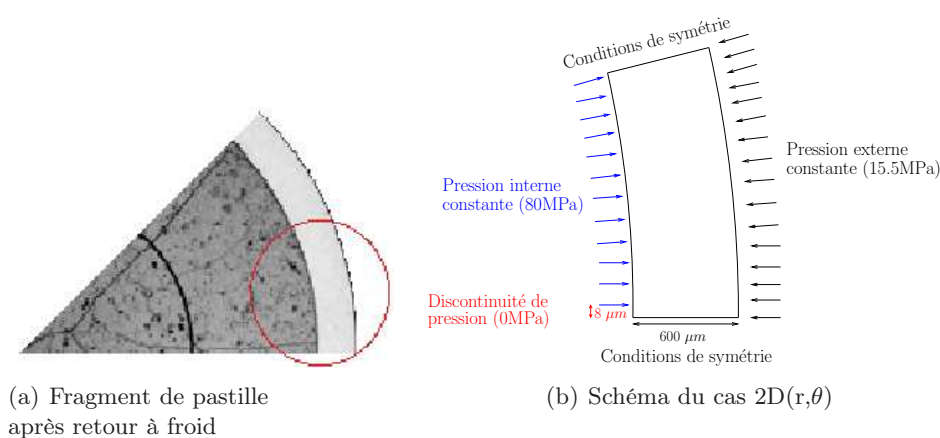 Conditions de symétrie
Pression interne
constante (80MPa)
Pression externe
constante (15.5MPa)
Discontinuité de
pression (0MPa)
8 µm
600 µm
Conditions de symétrie
(a) Fragment de pastille
après retour à froid
(b) Schéma du cas 2D(r,θ)